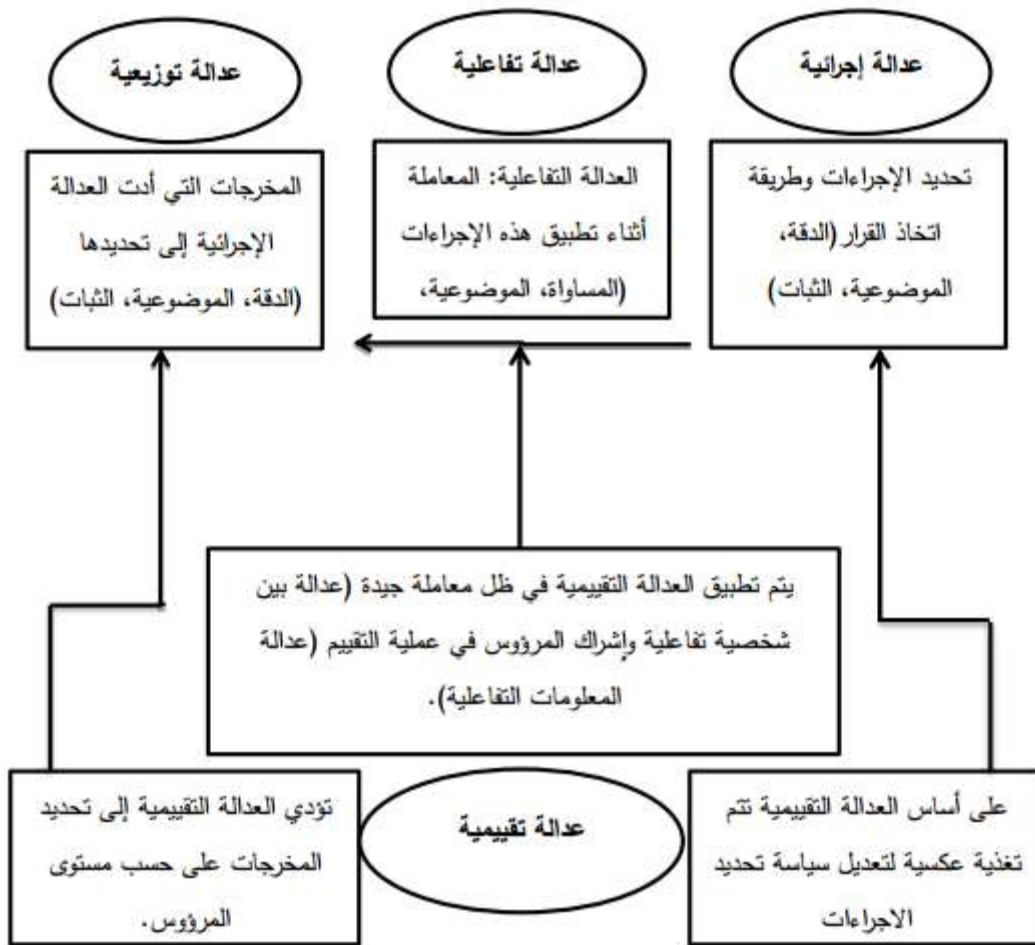 عدالة إجرائية
عدالة تفاعلية
عدالة توزيعية
تحديد الإجراءات وطريقة
اتخاذ القرار (الدقة،
الموضوعية، الثبات)
العدالة التفاعلية: المعاملة
أثناء تطبيق هذه الإجراءات
(المساواة، الموضوعية،
المخرجات التي أدت العدالة
الإجرائية إلى تحديدها
(الدقة، الموضوعية، الثبات)
يتم تطبيق العدالة التقييمية في ظل معاملة جيدة (عدالة بين
شخصية تفاعلية وإشراك المرؤوس في عملية التقييم (عدالة
المعلومات التفاعلية).
على أساس العدالة التقييمية تتم
تغذية عكسية لتعديل سياسة تحديد
الاجراءات
عدالة تقييمية
تؤدي العدالة التقييمية إلى تحديد
المخرجات على حسب مستوى
المرؤوس.